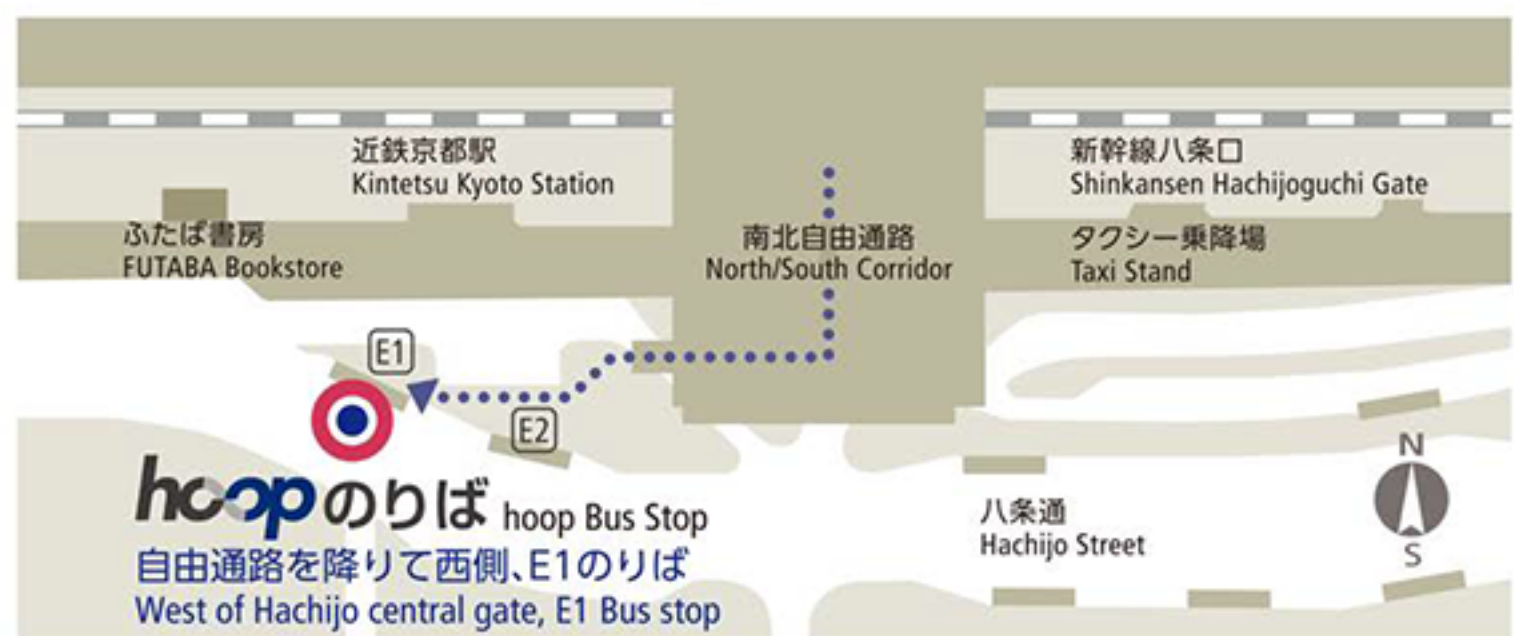 近鉄京都駅
Kintetsu Kyoto Station
新幹線八条口
Shinkansen Hachijoguchi Gate
ふたば書房
FUTABA Bookstore
南北自由通路
North/South Corridor
タクシー乗降場
Taxi Stand
E1
E2
N
S
hoopのりば hoop Bus Stop
自由通路を降りて西側、E1のりば
West of Hachijo central gate, E1 Bus stop
八条通
Hachijo Street